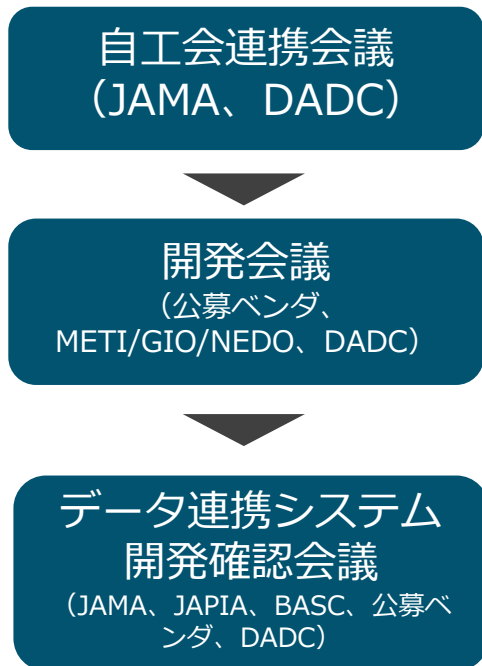 自工会連携会議
（JAMA、DADC）
開発会議
（公募ベンダ、
METI/GIO/NEDO、DADC）
データ連携システム
開発確認会議
（JAMA、JAPIA、BASC、公募ベ
ンダ、DADC）